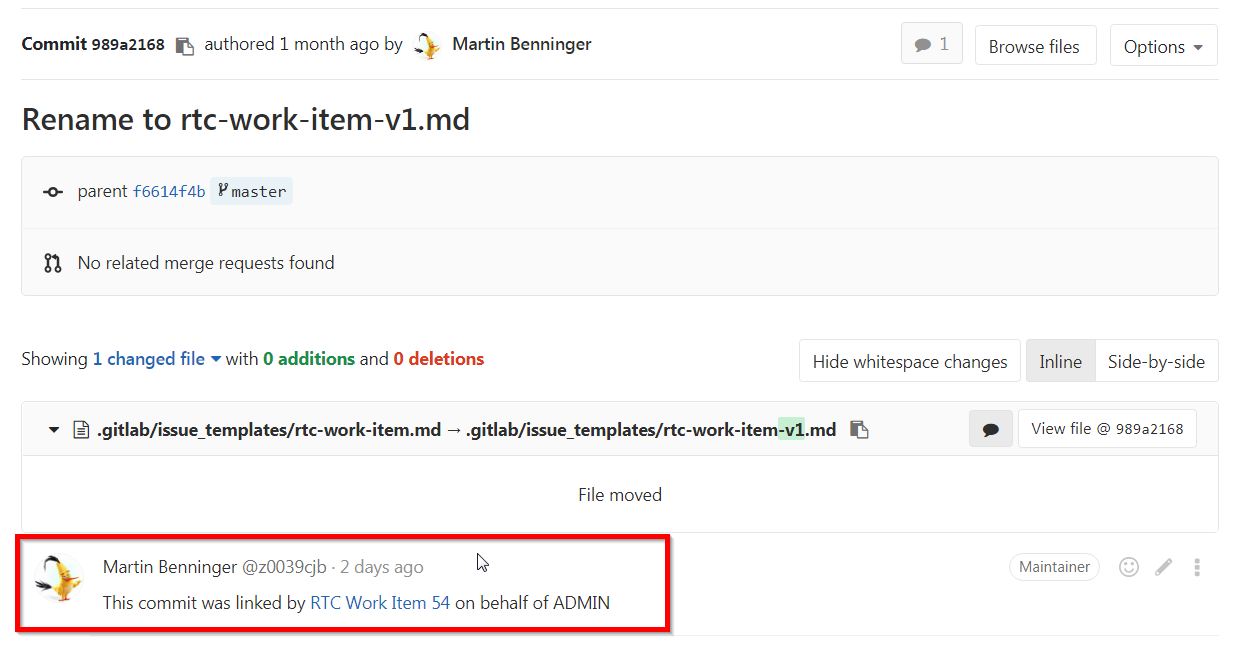 Commit 989a2168 authored 1 month ago by Martin Benninger 1 Browse files Options
Rename to rtc-work-item-v1.md
parent f6614f4b master
No related merge requests found
Showing 1 changed file with 0 additions and 0 deletions Hide whitespace changes Inline Side-by-side
.gitlab/issue_templates/rtc-work-item.md → .gitlab/issue_templates/rtc-work-item-v1.md View file @ 989a2168
File moved
Martin Benninger @z0039cjb · 2 days ago Maintainer
This commit was linked by RTC Work Item 54 on behalf of ADMIN